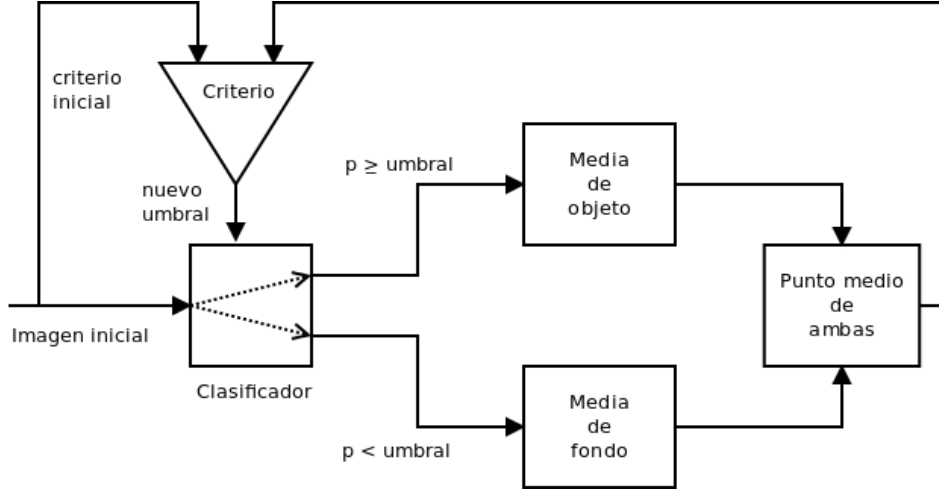 criterio
inicial
Criterio
nuevo
umbral
p ≥ umbral
Media
de
objeto
Imagen inicial
Clasificador
Punto medio
de
ambas
p < umbral
Media
de
fondo